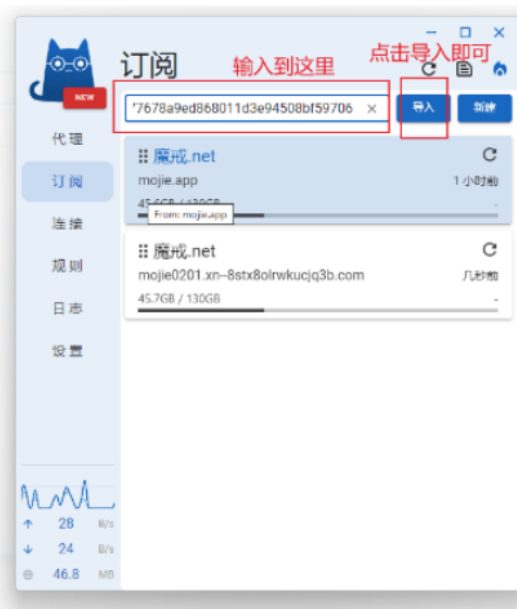 订阅
输入到这里
点击导入即可
NEW
'7678a9ed868011d3e94508bf59706 ×
导入
新建
代理
订阅
连接
规则
日志
设置
魔戒.net
mojie.app
1小时前
45.6GB / 130GB
-
From: mojie.app
魔戒.net
mojie0201.xn--8stx8olrwkucjq3b.com
几秒前
45.7GB / 130GB
-
28 B/s
24 B/s
46.8 MB